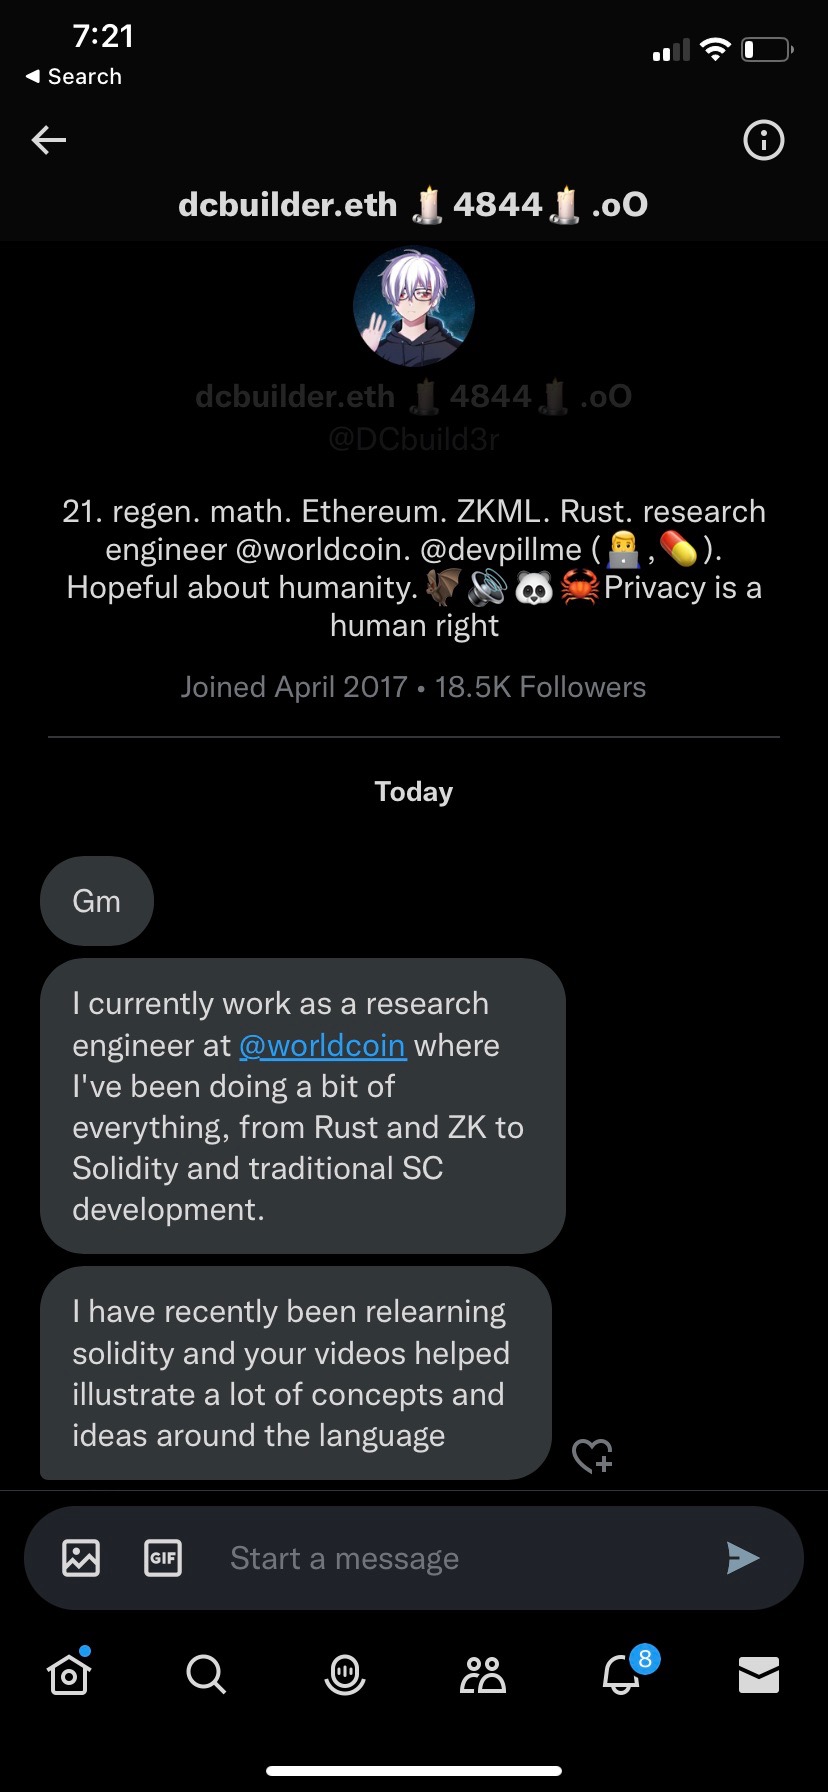 7:21
◀ Search
dcbuilder.eth 🕯️ 4844🕯️ .oO
dcbuilder.eth 🕯️ 4844🕯️ .oO
@DCbuild3r
21. regen. math. Ethereum. ZKML. Rust. research
engineer @worldcoin. @devpillme (👨‍💻,💊).
Hopeful about humanity.🦇🔊🐼🦀Privacy is a
human right
Joined April 2017 • 18.5K Followers
Today
Gm
I currently work as a research
engineer at @worldcoin where
I've been doing a bit of
everything, from Rust and ZK to
Solidity and traditional SC
development.
I have recently been relearning
solidity and your videos helped
illustrate a lot of concepts and
ideas around the language
GIF
Start a message
8